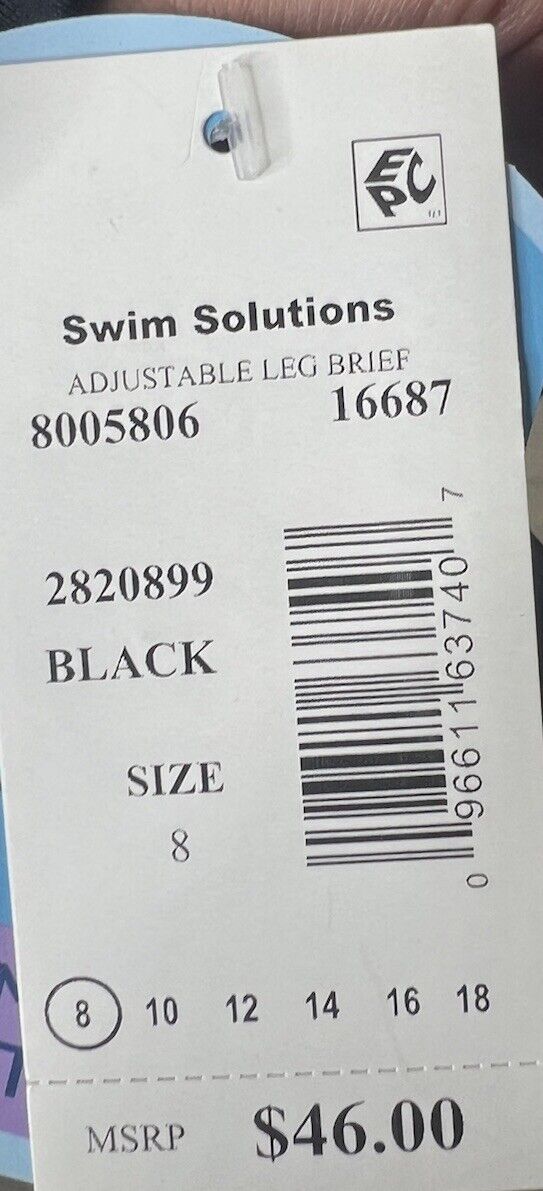 EPC
Swim Solutions
ADJUSTABLE LEG BRIEF
8005806 16687
2820899
BLACK
SIZE
8
0 96611 63740 7
8 10 12 14 16 18
MSRP $46.00